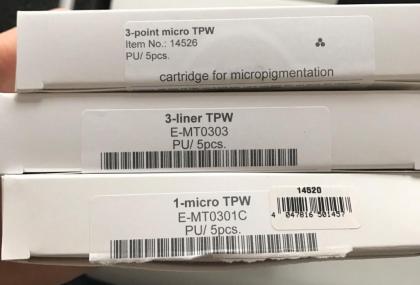 3-point micro TPW
Item No.: 14526
PU/ 5pcs.
cartridge for micropigmentation
3-liner TPW
E-MT0303
PU/ 5pcs.
1-micro TPW
E-MT0301C
PU/ 5pcs.
14520
4 047816 501457